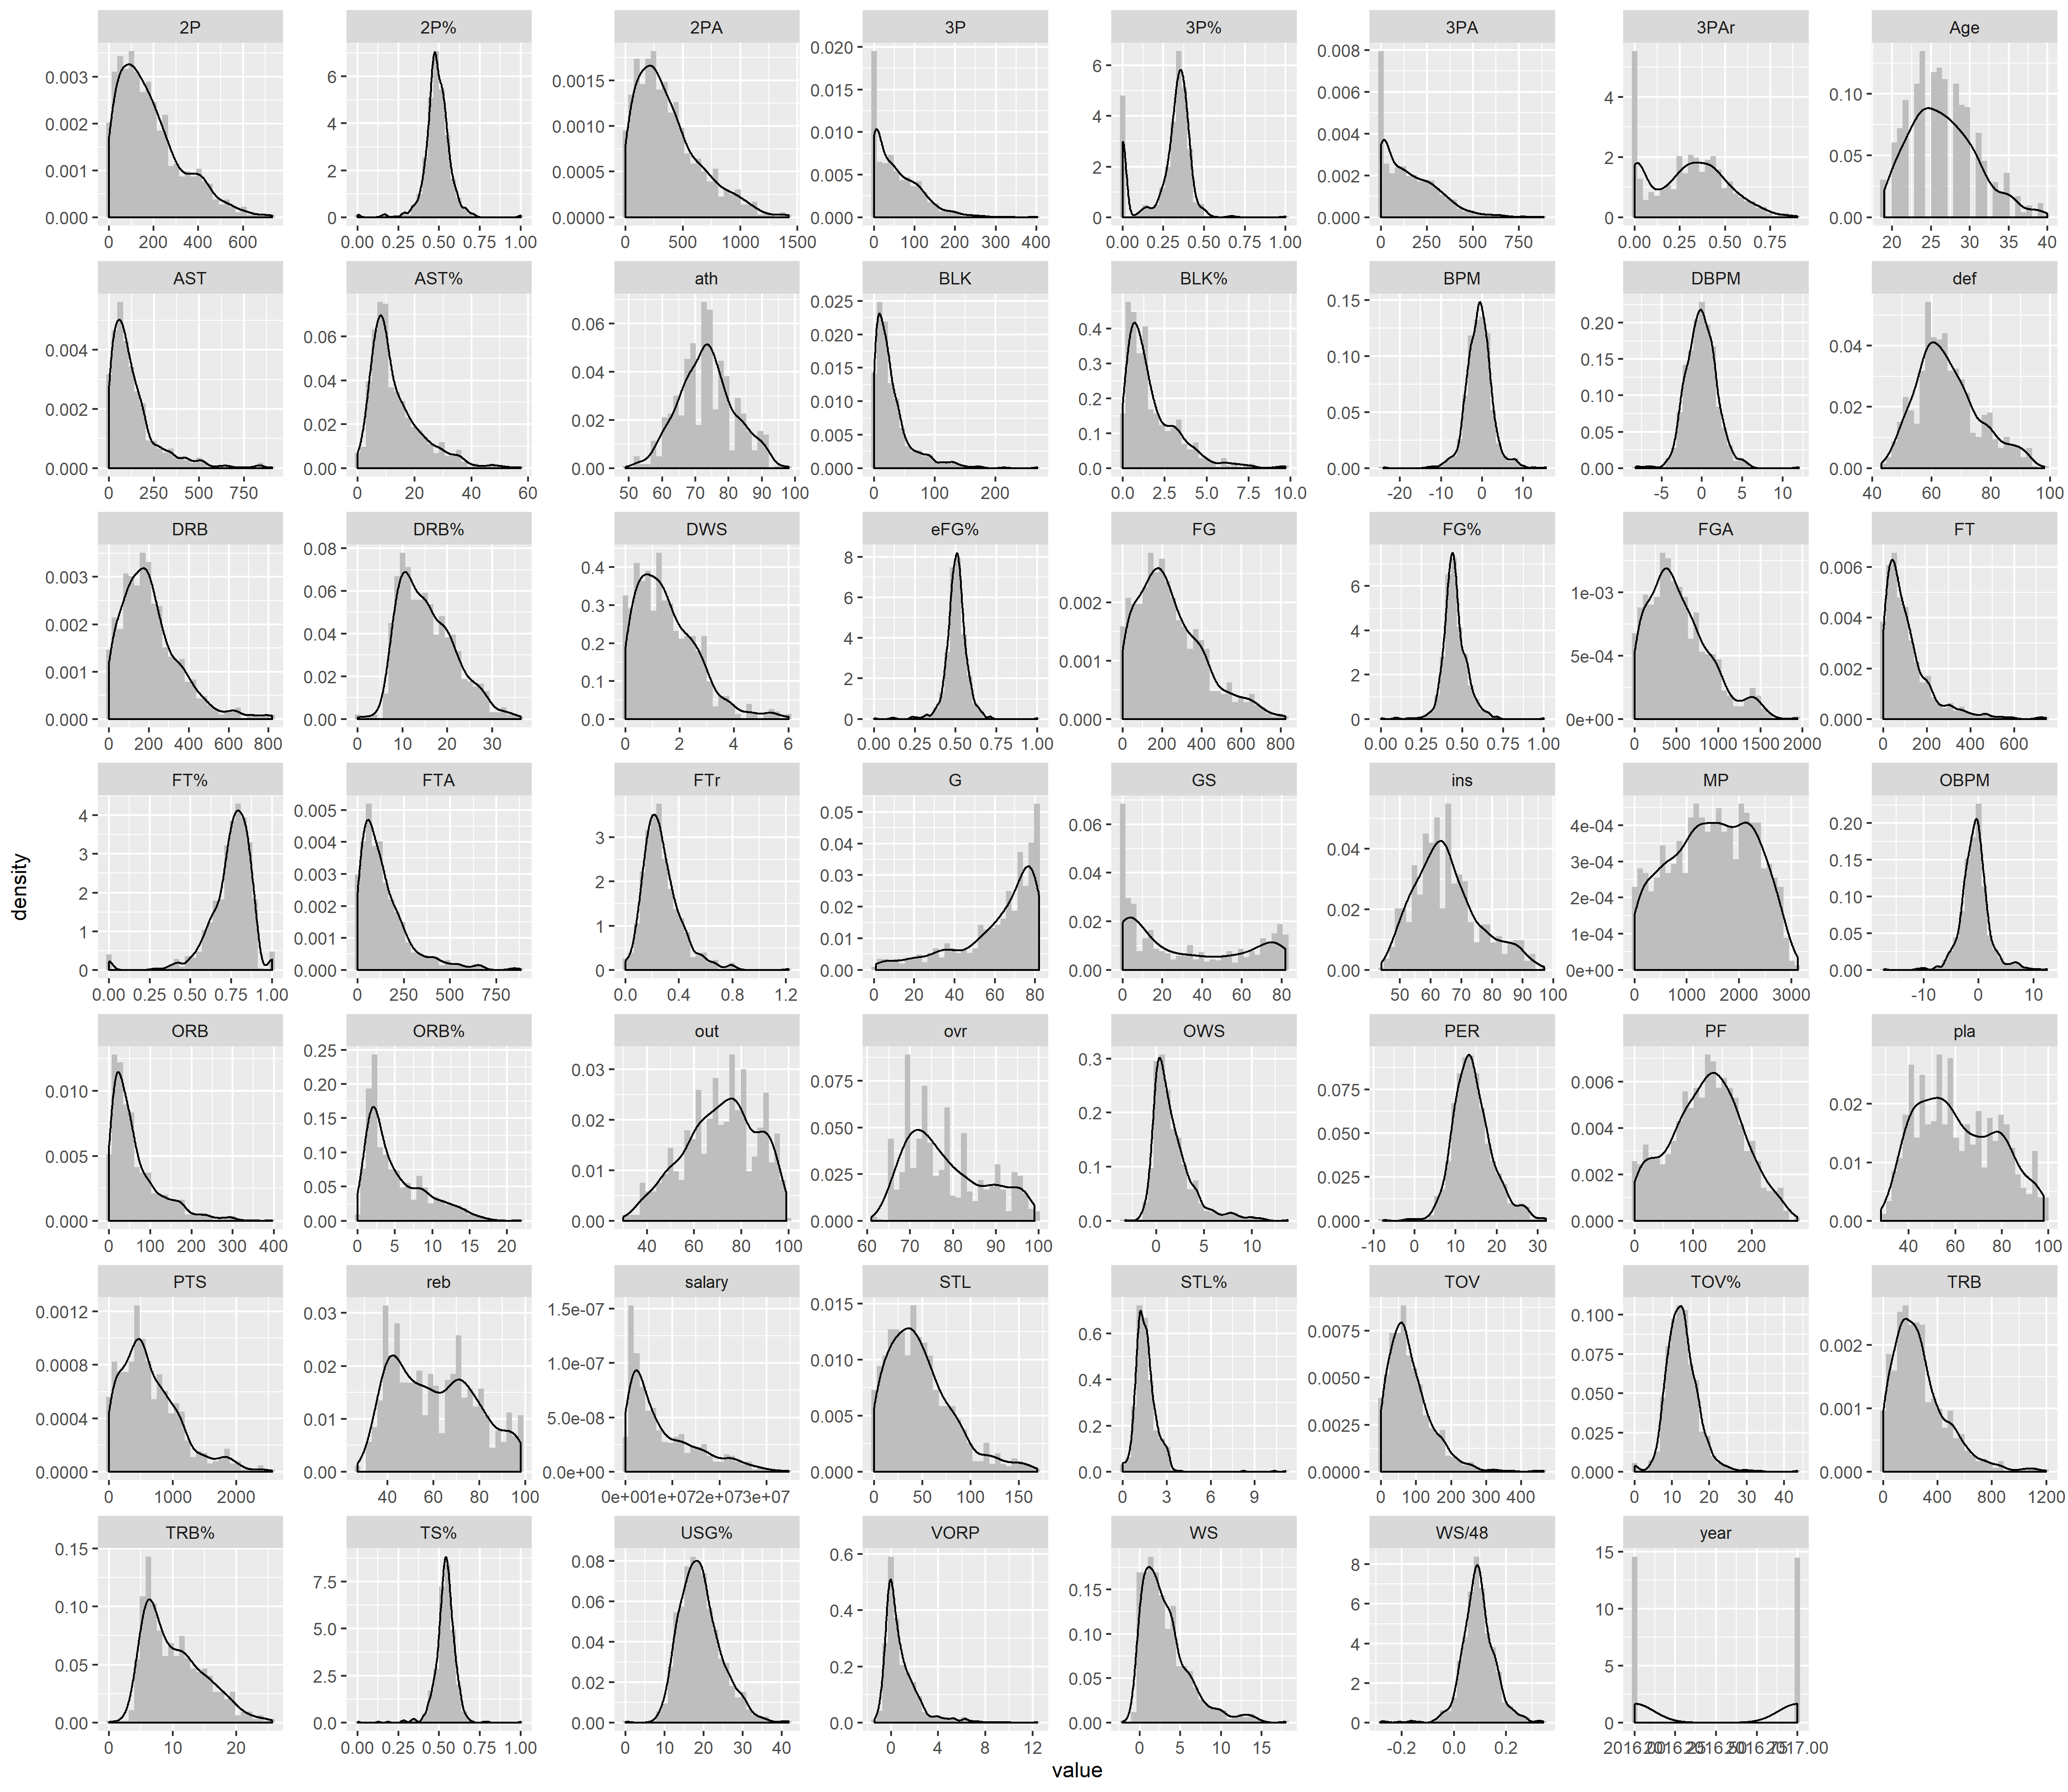 2P 2P% 2PA 3P 3P% 3PA 3PAr Age
0.020 0.008
6 6
0.003 0.0015 0.015 0.006 4 0.10
0.002 4 0.0010 0.010 4 0.004
2 0.05
0.001 2 0.0005 0.005 2 0.002
0.000 0 0.0000 0.000 0 0.000 0 0.00
0 200 400 600 0.00 0.25 0.50 0.75 1.00 0 500 1000 1500 0 100 200 300 400 0.00 0.25 0.50 0.75 1.00 0 250 500 750 0.00 0.25 0.50 0.75 20 25 30 35 40
AST AST% ath BLK BLK% BPM DBPM def
0.025 0.15
0.06 0.06 0.020 0.4 0.20
0.004 0.04 0.04 0.015 0.3 0.10 0.15 0.04
0.010 0.2 0.10
0.002 0.02 0.02 0.005 0.1 0.05 0.05 0.02
0.000 0.00 0.00 0.000 0.0 0.00 0.00 0.00
0 250 500 750 0 20 40 60 50 60 70 80 90 100 0 100 200 0.0 2.5 5.0 7.5 10.0 -20 -10 0 10 -5 0 5 10 40 60 80 100
DRB DRB% DWS eFG% FG FG% FGA FT
0.08 8
0.003 0.06 0.4 6 6 1e-03 0.006
0.002 0.04 0.3 0.002 4 0.004
0.2 4 5e-04
0.001 0.02 0.1 2 0.001 2 0.002
0.000 0.00 0.0 0 0.000 0 0e+00 0.000
0 200 400 600 800 0 10 20 30 0 2 4 6 0.00 0.25 0.50 0.75 1.00 0 200 400 600 800 0.00 0.25 0.50 0.75 1.00 0 500 1000 1500 2000 0 200 400 600
FT% FTA FTr G GS ins MP OBPM
4 0.005 0.05 0.06 4e-04 0.20
3 0.004 3 0.04 0.04 3e-04 0.15
0.003 0.03 0.04
2 0.002 2 0.02 0.02 2e-04 0.10
1 0.001 1 0.01 0.02 1e-04 0.05
0 0.000 0 0.00 0.00 0.00 0e+00 0.00
0.00 0.25 0.50 0.75 1.00 0 250 500 750 0.0 0.4 0.8 1.2 0 20 40 60 80 0 20 40 60 80 50 60 70 80 90 100 0 1000 2000 3000 -10 0 10
density
ORB ORB% out ovr OWS PER PF pla
0.25
0.010 0.20 0.03 0.075 0.3 0.075 0.006
0.15 0.02 0.050 0.2 0.050 0.004 0.02
0.005 0.10 0.01 0.025 0.1 0.025 0.002 0.01
0.05
0.000 0.00 0.00 0.000 0.0 0.000 0.000 0.00
0 100 200 300 400 0 5 10 15 20 40 60 80 100 60 70 80 90 100 0 5 10 -10 0 10 20 30 0 100 200 40 60 80 100
PTS reb salary STL STL% TOV TOV% TRB
0.0012 0.03 1.5e-07 0.015 0.6 0.0075 0.100
0.0008 0.02 1.0e-07 0.010 0.4 0.0050 0.075 0.002
0.050
0.0004 0.01 5.0e-08 0.005 0.2 0.0025 0.025 0.001
0.0000 0.00 0.0e+00 0.000 0.0 0.0000 0.000 0.000
0 1000 2000 40 60 80 100 0e+001e+072e+073e+07 0 50 100 150 0 3 6 9 0 100 200 300 400 0 10 20 30 40 0 400 800 1200
TRB% TS% USG% VORP WS WS/48 year
0.15 0.08 0.6 15
7.5 0.06 0.15 8
0.10 5.0 0.4 0.10 6 10
0.04 4
0.05 2.5 0.02 0.2 0.05 2 5
0.00 0.0 0.00 0.0 0.00 0 0
0 10 20 0.00 0.25 0.50 0.75 1.00 0 10 20 30 40 0 4 8 12 0 5 10 15 -0.2 0.0 0.2 2016.00 2016.25 2016.50 2016.75 2017.00
value